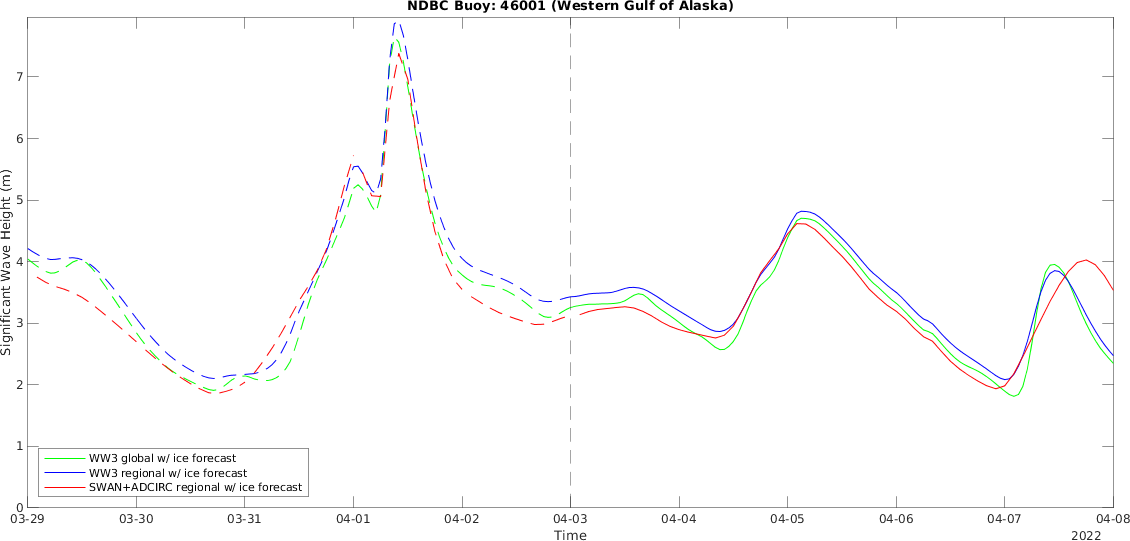 NDBC Buoy: 46001 (Western Gulf of Alaska)
Significant Wave Height (m)
7
6
5
4
3
2
1
0
WW3 global w/ ice forecast
WW3 regional w/ ice forecast
SWAN+ADCIRC regional w/ ice forecast
03-29 03-30 03-31 04-01 04-02 04-03 04-04 04-05 04-06 04-07 04-08
Time
2022